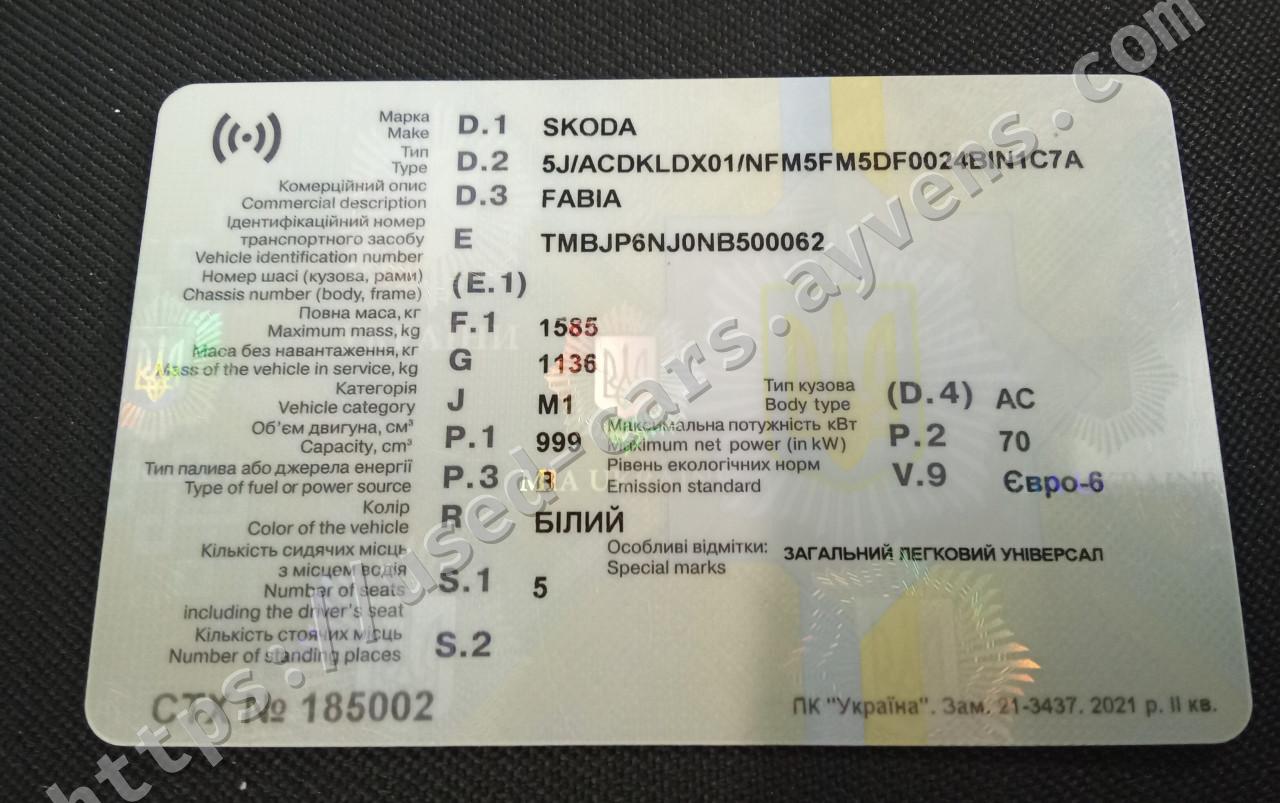 Марка
Make D.1 SKODA
Тип
Type D.2 5J/ACDKLDX01/NFM5FM5DF0024BIN1C7A
Комерційний опис
Commercial description D.3 FABIA
Ідентифікаційний номер
транспортного засобу
Vehicle identification number E TMBJP6NJ0NB500062
Номер шасі (кузова, рами)
Chassis number (body, frame) (E.1)
Повна маса, кг
Maximum mass, kg F.1 1585
Маса без навантаження, кг
Mass of the vehicle in service, kg G 1136
Категорія
Vehicle category J M1
Тип кузова
Body type (D.4) AC
Об'єм двигуна, см³
Capacity, cm³ P.1 999
Максимальна потужність кВт
Maximum net power (in kW) P.2 70
Тип палива або джерела енергії
Type of fuel or power source P.3
Рівень екологічних норм
Emission standard V.9 Євро-6
Колір
Color of the vehicle R БІЛИЙ
Особливі відмітки: ЗАГАЛЬНИЙ ЛЕГКОВИЙ УНІВЕРСАЛ
Special marks
Кількість сидячих місць
з місцем водія
Number of seats
including the driver's seat S.1 5
Кількість стоячих місць
Number of standing places S.2
СТУ № 185002
ПК "Україна". Зам. 21-3437. 2021 р. II кв.
https://used-cars.ayvens.com